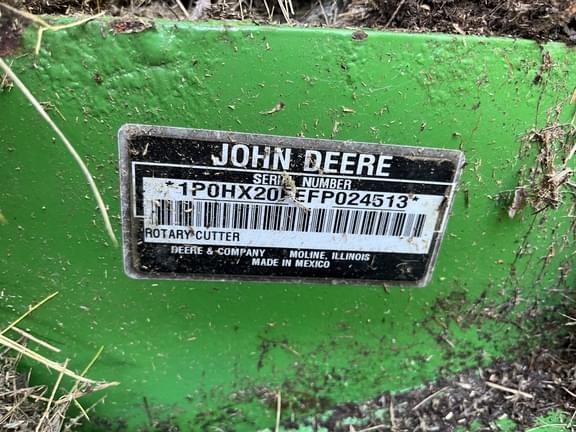 JOHN DEERE
SERIAL NUMBER
ROTARY CUTTER
DEERE & COMPANY MOLINE, ILLINOIS
MADE IN MEXICO